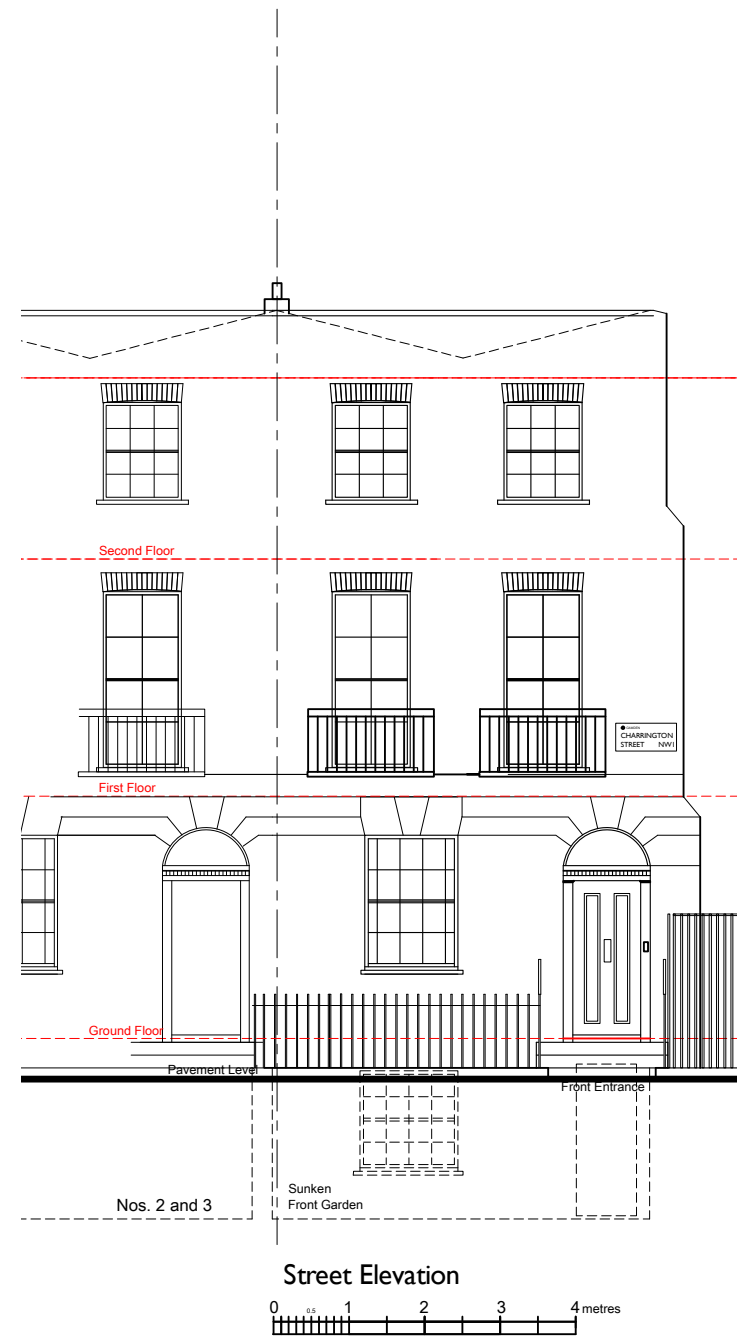 Second Floor
CAMDEN
CHARRINGTON
STREET NW1
First Floor
Ground Floor
Pavement Level
Front Entrance
Sunken
Front Garden
Nos. 2 and 3
Street Elevation
0 0.5 1 2 3 4 metres